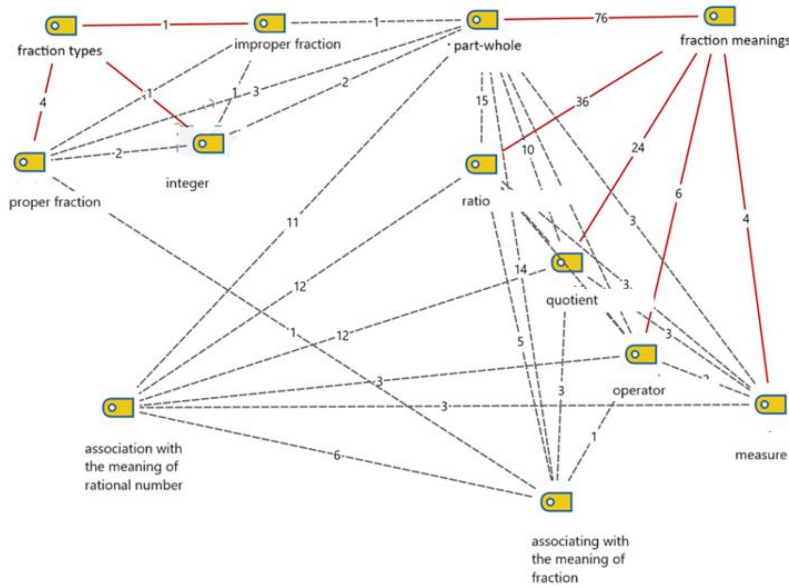 1
1
76
fraction types
improper fraction
part-whole
fraction meanings
4
1
1
3
2
15
36
2
10
24
proper fraction
integer
ratio
6
3
4
11
12
14
3
quotient
12
1
5
3
3
operator
3
3
1
measure
association with
the meaning of
rational number
6
associating with
the meaning of
fraction